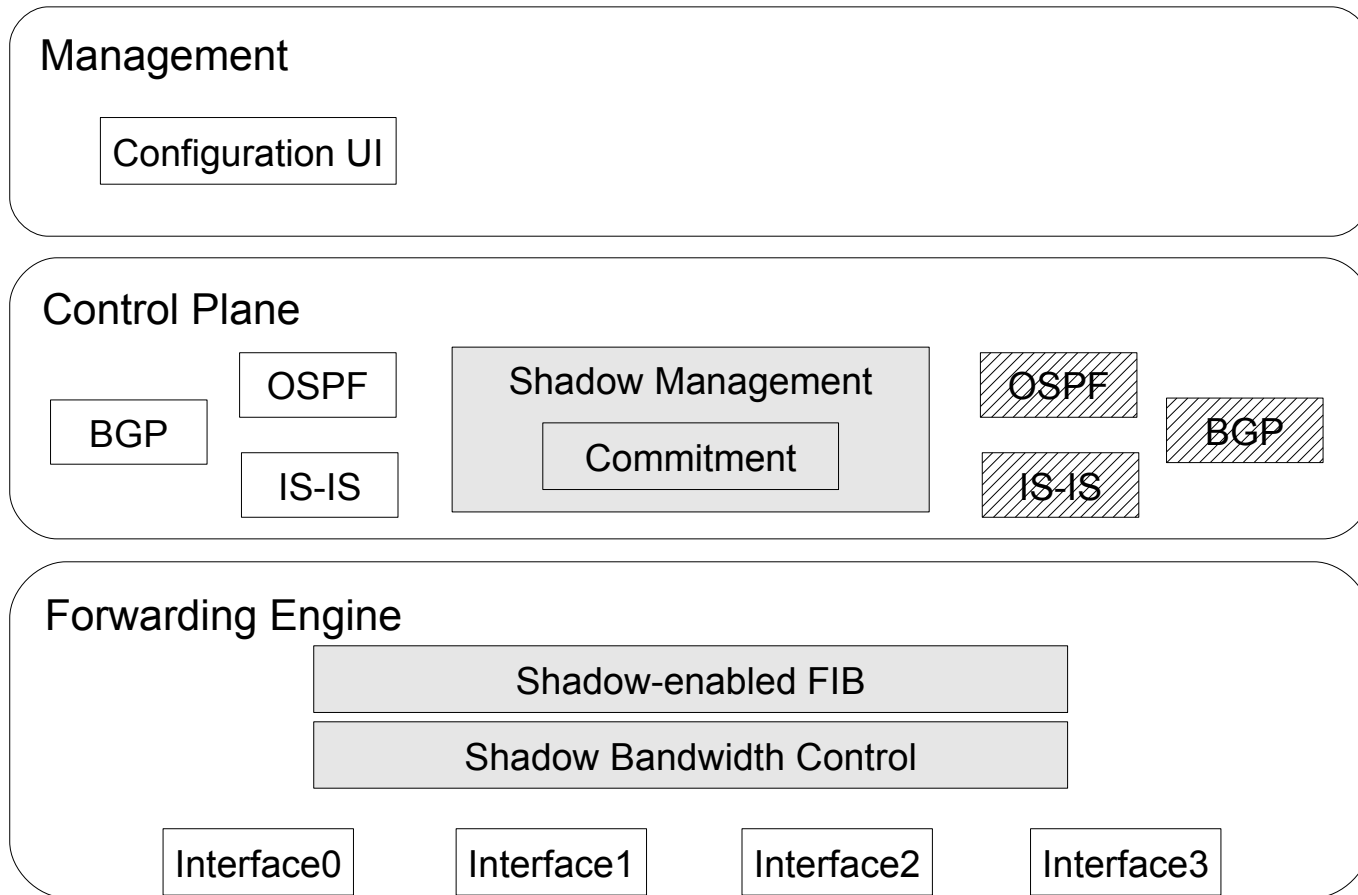 Management
Configuration UI
Control Plane
OSPF
BGP
IS-IS
Shadow Management
Commitment
OSPF
BGP
IS-IS
Forwarding Engine
Shadow-enabled FIB
Shadow Bandwidth Control
Interface0
Interface1
Interface2
Interface3